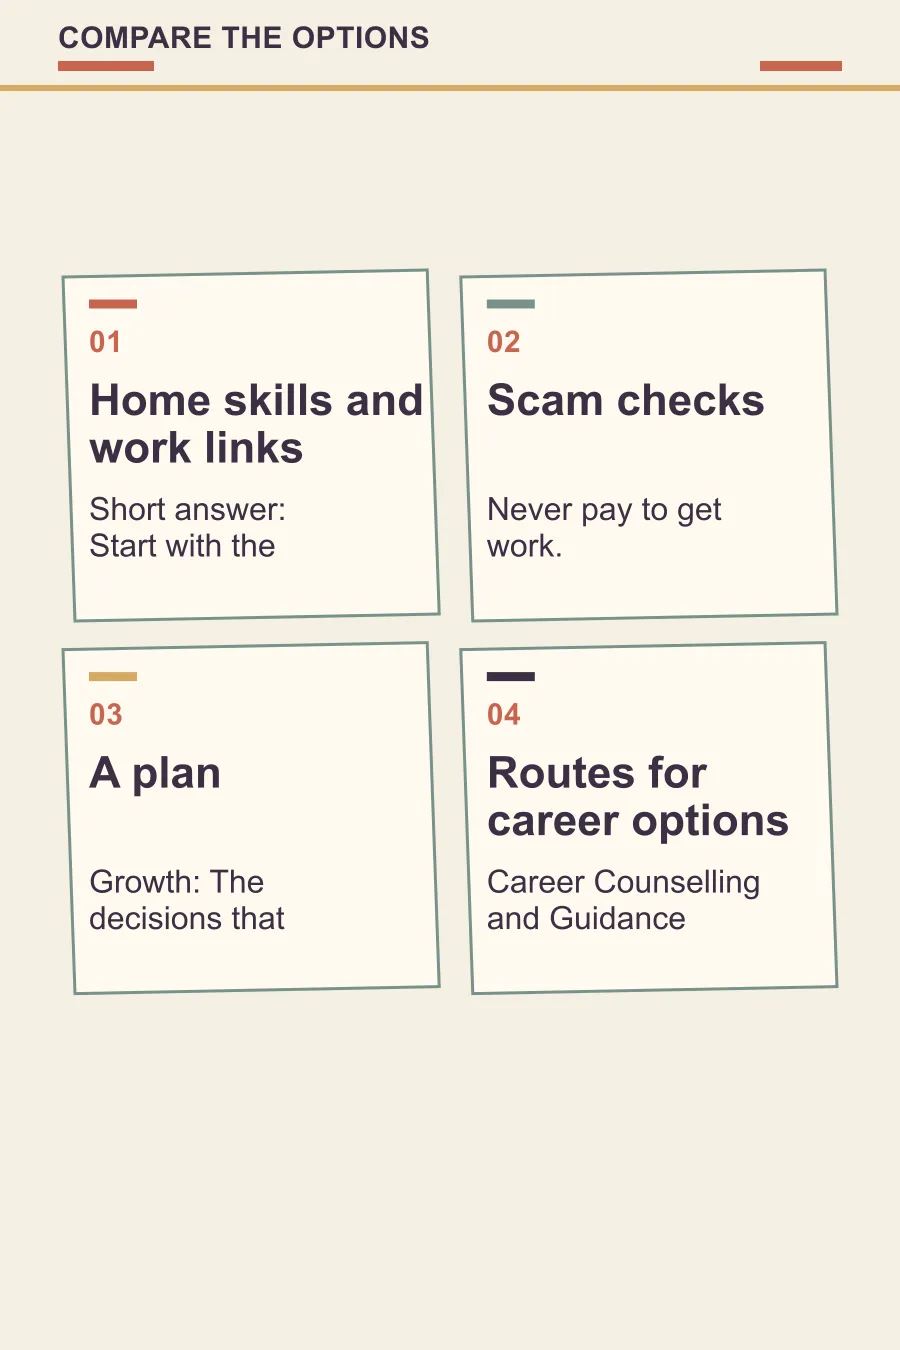 COMPARE THE OPTIONS
01
Home skills and
work links
Short answer:
Start with the
02
Scam checks
Never pay to get
work.
03
A plan
Growth: The
decisions that
04
Routes for
career options
Career Counselling
and Guidance